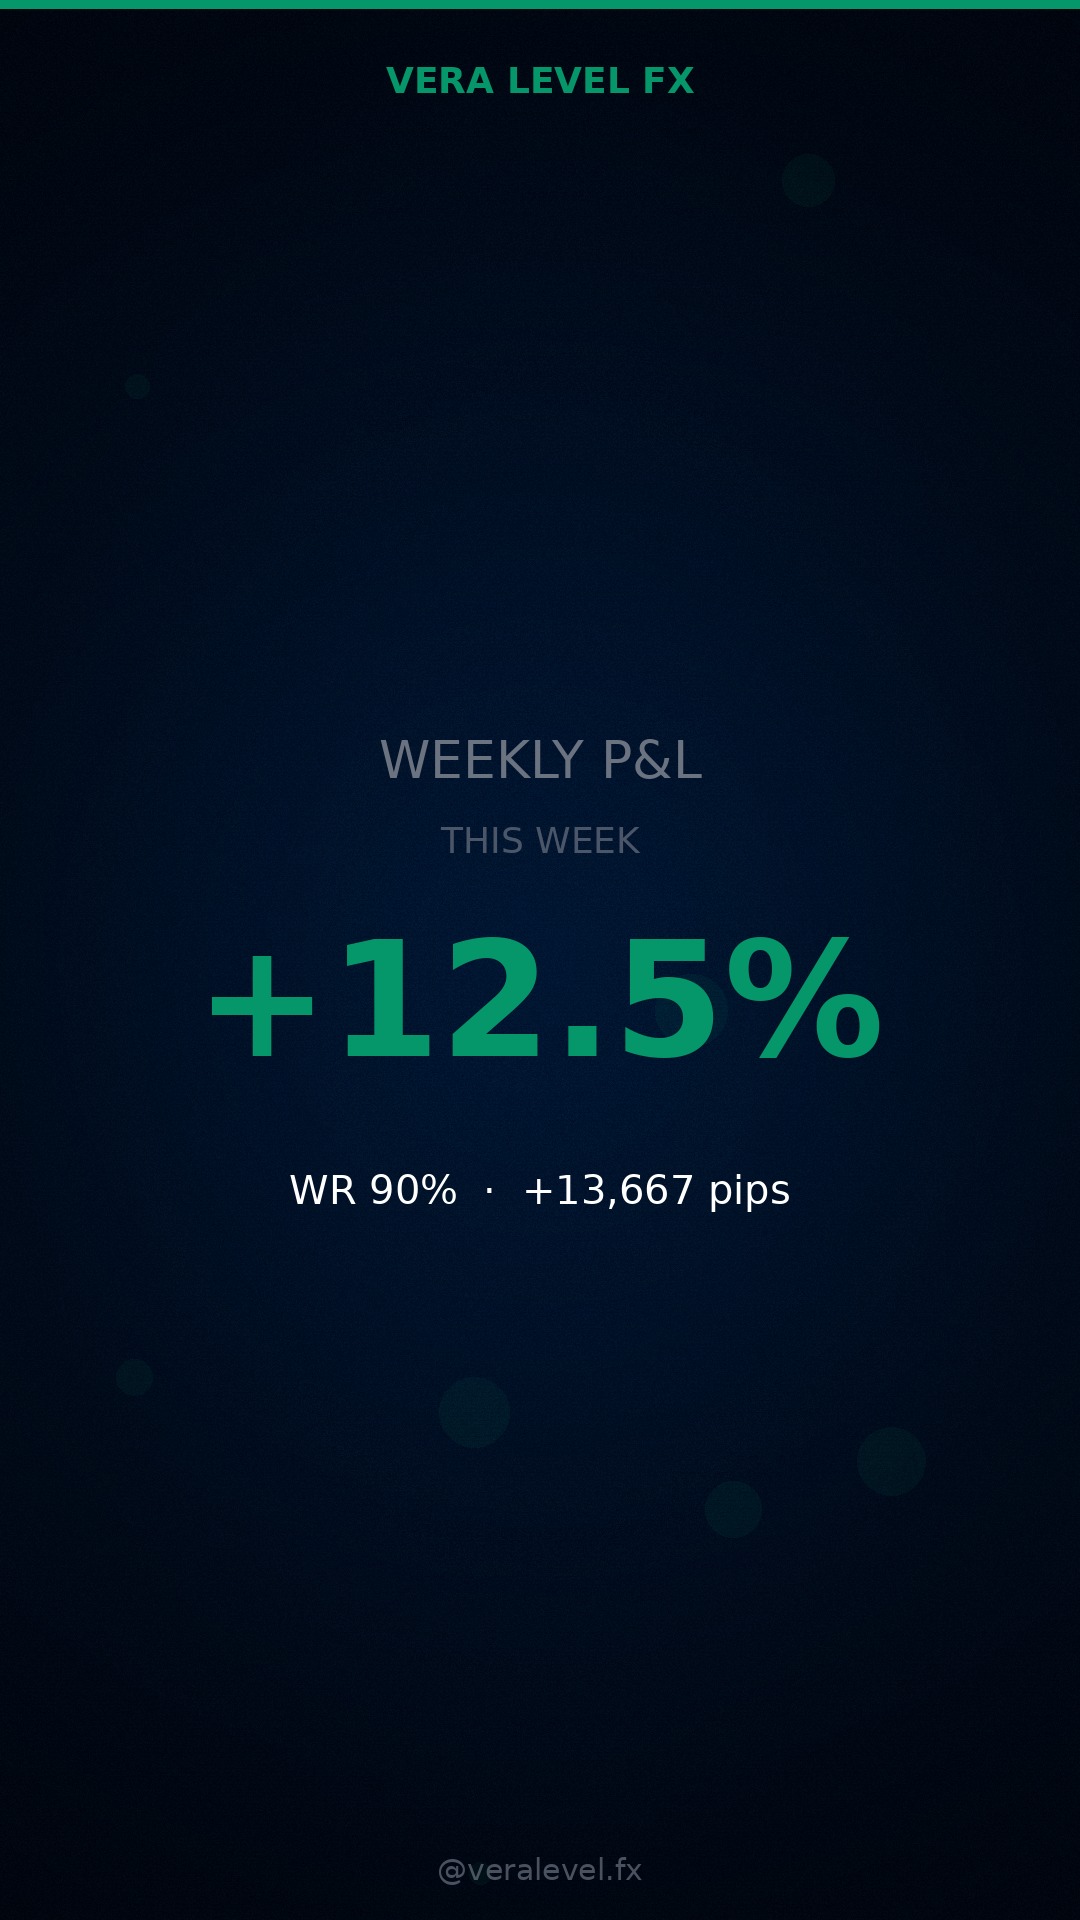 VERA LEVEL FX
WEEKLY P&L
THIS WEEK
+12.5%
WR 90% · +13,667 pips
@veralevel.fx